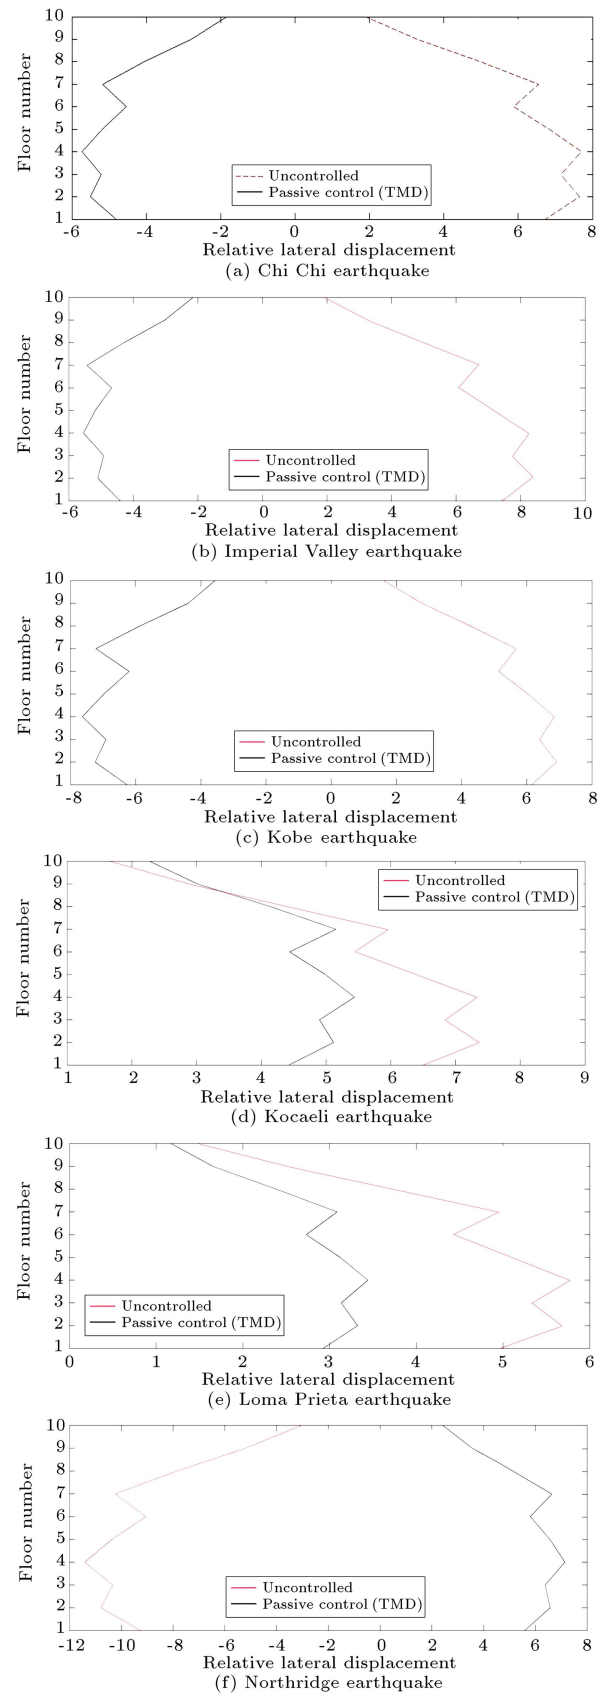 10
9
8
7
6
5
4
3
2
1
Floor number
Uncontrolled
Passive control (TMD)
-6 -4 -2 0 2 4 6 8
Relative lateral displacement
(a) Chi Chi earthquake
10
9
8
7
6
5
4
3
2
1
Floor number
Uncontrolled
Passive control (TMD)
-6 -4 -2 0 2 4 6 8 10
Relative lateral displacement
(b) Imperial Valley earthquake
10
9
8
7
6
5
4
3
2
1
Floor number
Uncontrolled
Passive control (TMD)
-8 -6 -4 -2 0 2 4 6 8
Relative lateral displacement
(c) Kobe earthquake
10
9
8
7
6
5
4
3
2
1
Floor number
Uncontrolled
Passive control (TMD)
1 2 3 4 5 6 7 8 9
Relative lateral displacement
(d) Kocaeli earthquake
10
9
8
7
6
5
4
3
2
1
Floor number
Uncontrolled
Passive control (TMD)
0 1 2 3 4 5 6
Relative lateral displacement
(e) Loma Prieta earthquake
10
9
8
7
6
5
4
3
2
1
Floor number
Uncontrolled
Passive control (TMD)
-12 -10 -8 -6 -4 -2 0 2 4 6 8
Relative lateral displacement
(f) Northridge earthquake